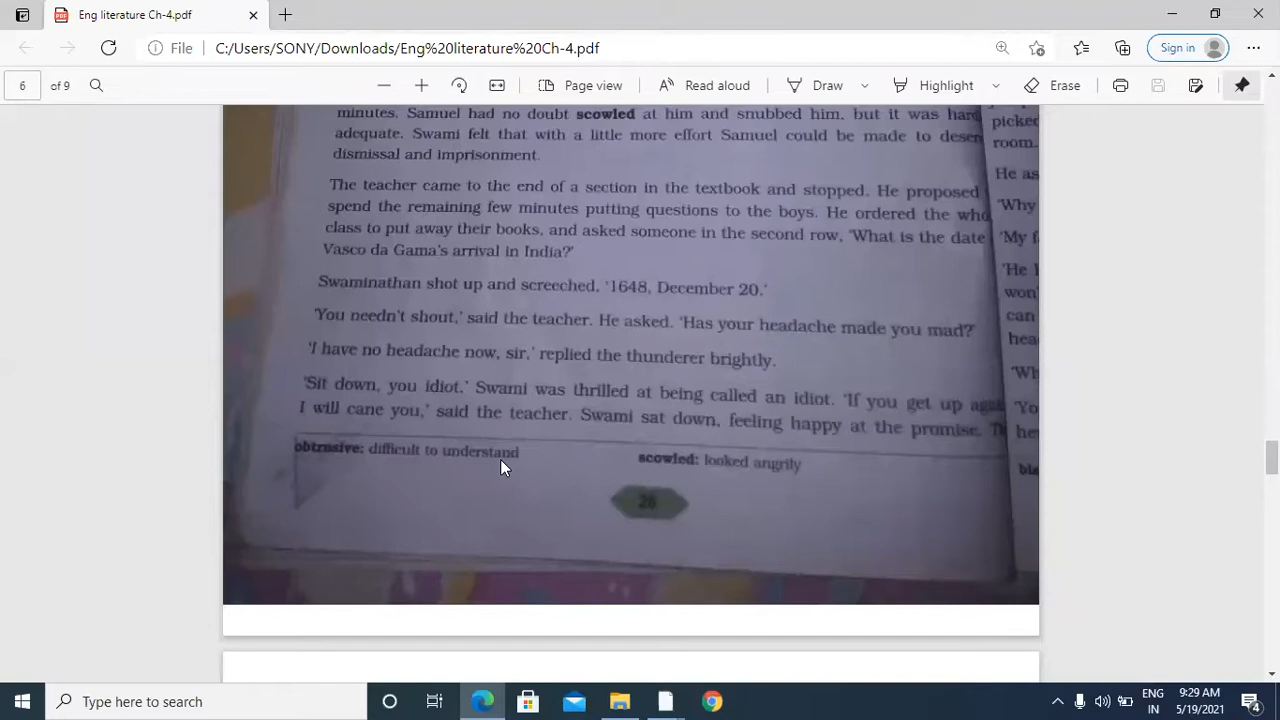 Eng literature Ch-4.pdf
File C:/Users/SONY/Downloads/Eng%20literature%20Ch-4.pdf
Sign in
6 of 9
Page view
Read aloud
Draw
Highlight
Erase
minutes. Samuel had no doubt scowled at him and snubbed him, but it was hard
adequate. Swami felt that with a little more effort Samuel could be made to deser
dismissal and imprisonment.
The teacher came to the end of a section in the textbook and stopped. He proposed
spend the remaining few minutes putting questions to the boys. He ordered the who
class to put away their books, and asked someone in the second row, 'What is the date
Vasco da Gama's arrival in India?'
Swaminathan shot up and screeched, '1648, December 20.'
'You needn't shout,' said the teacher. He asked. 'Has your headache made you mad?'
'I have no headache now, sir,' replied the thunderer brightly.
'Sit down, you idiot.' Swami was thrilled at being called an idiot. 'If you get up aga
I will cane you,' said the teacher. Swami sat down, feeling happy at the promise. T
obtrusive: difficult to understand
scowled: looked angrily
26
picked
room.
He as
'Why
'My f
'He l
won'
can
hea
'Wh
'Yo
he
bla
Type here to search
ENG
IN
9:29 AM
5/19/2021
4